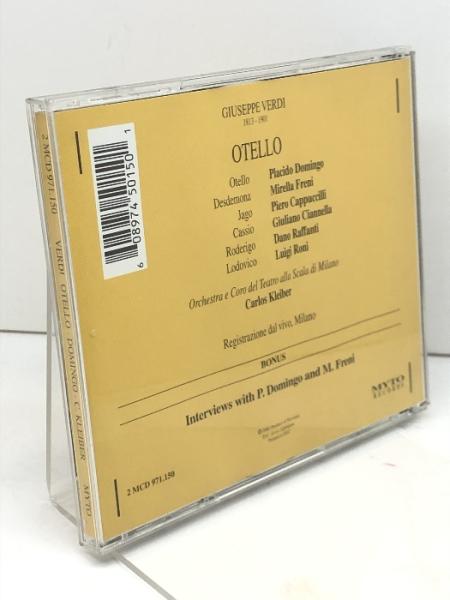 GIUSEPPE VERDI
1813 - 1901
OTELLO
Otello Placido Domingo
Desdemona Mirella Freni
Jago Piero Cappuccilli
Cassio Giuliano Ciannella
Roderigo Dano Raffanti
Lodovico Luigi Roni
Orchestra e Coro del Teatro alla Scala di Milano
Carlos Kleiber
Registrazione dal vivo, Milano
BONUS
Interviews with P. Domingo and M. Freni
MYTO
RECORDS
2 MCD 971.150
6 08974 50150 1
2 MCD 971.150 VERDI OTELLO - DOMINGO - C. KLEIBER MYTO